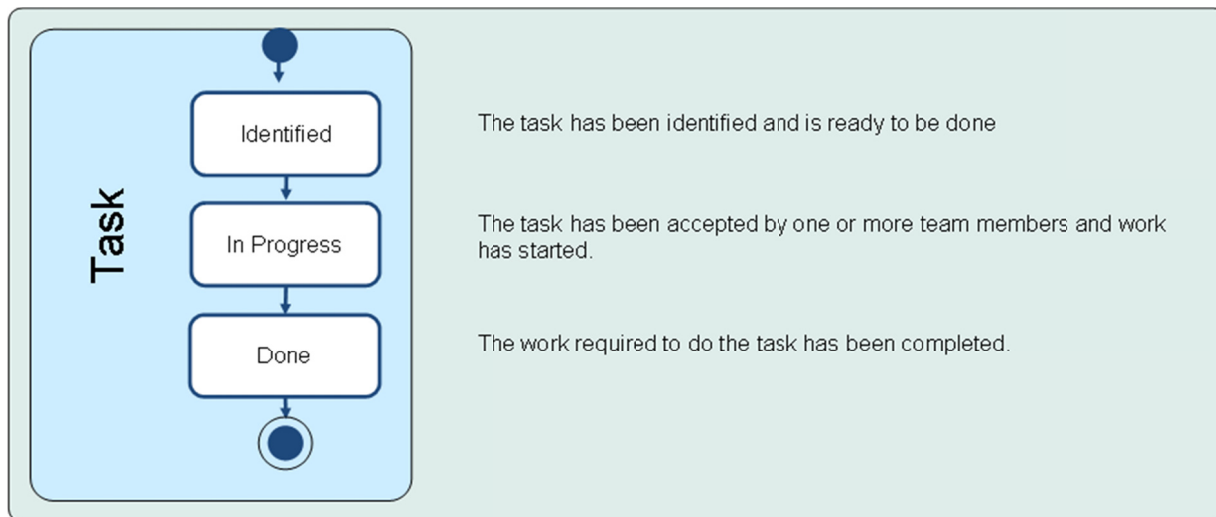 Task
Identified
The task has been identified and is ready to be done
In Progress
The task has been accepted by one or more team members and work
has started.
Done
The work required to do the task has been completed.